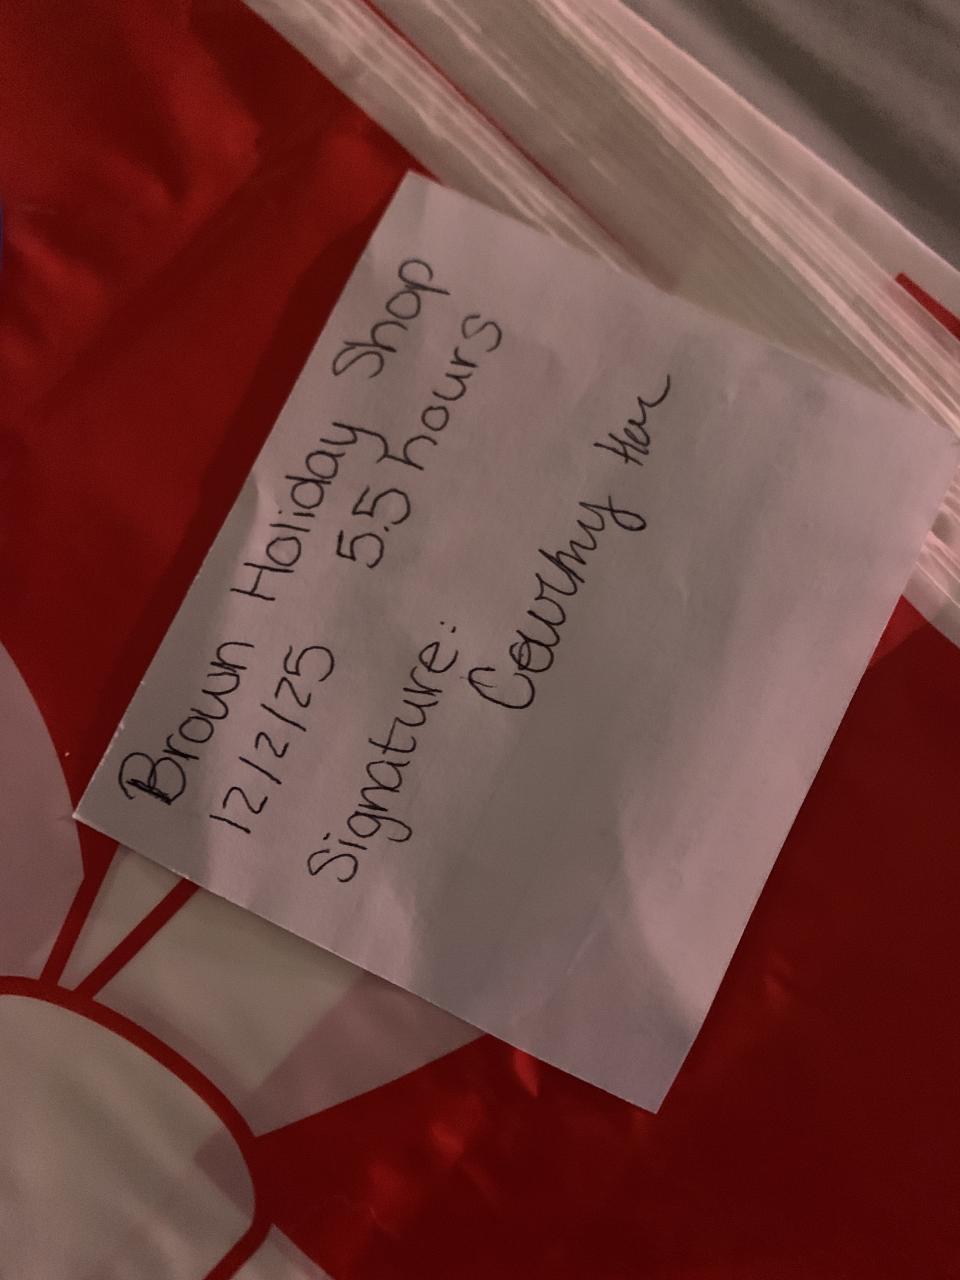 Brown Holiday Shop
12/2/25 5.5 hours
Signature: